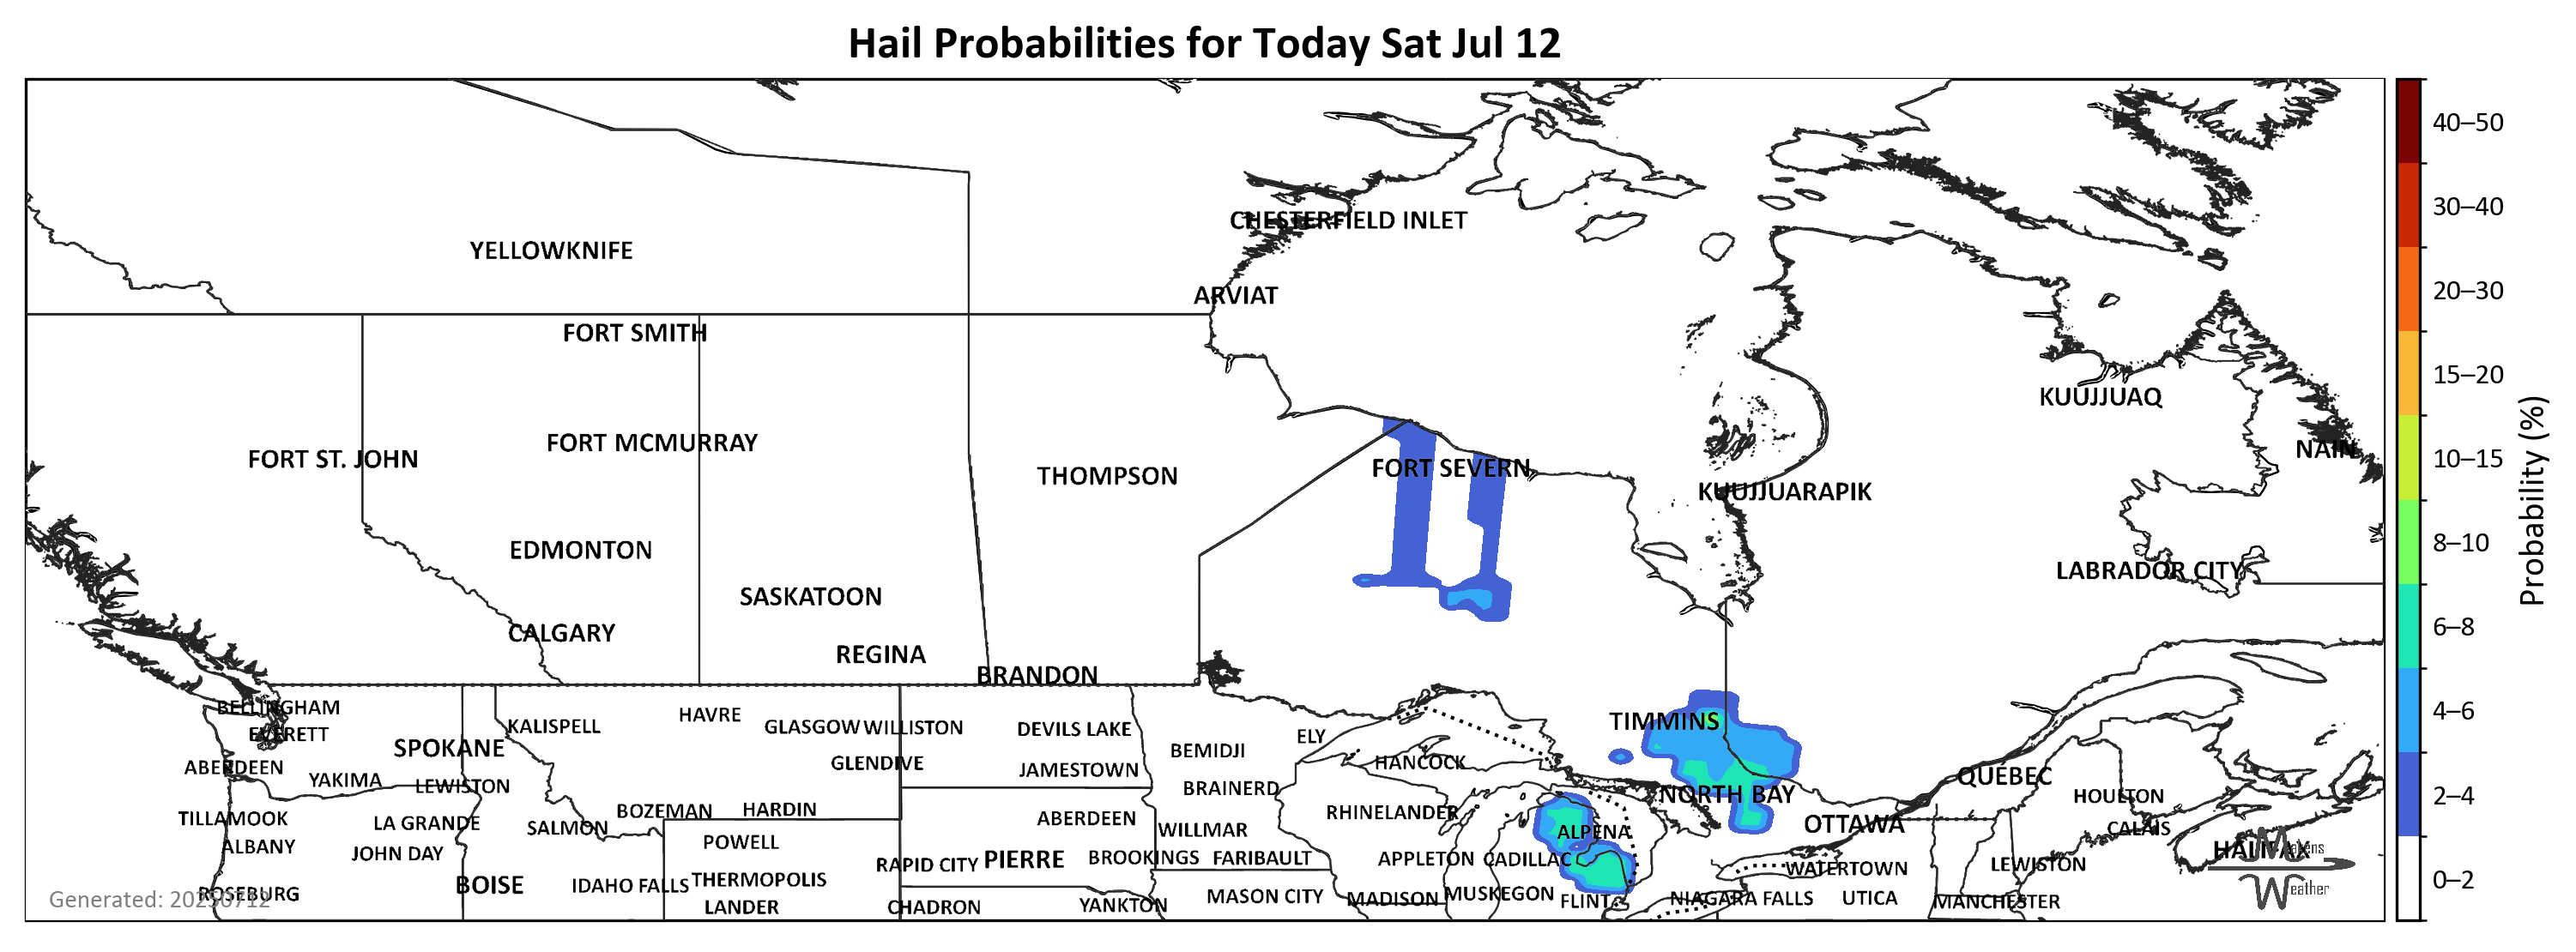 Hail Probabilities for Today Sat Jul 12
CHESTERFIELD INLET
YELLOWKNIFE
ARVIAT
FORT SMITH
KUUJJUAQ
FORT MCMURRAY
NAIN
FORT ST. JOHN
FORT SEVERN
THOMPSON
KUUJJUARAPIK
EDMONTON
LABRADOR CITY
SASKATOON
CALGARY
REGINA
BRANDON
BELLINGHAM
HAVRE
TIMMINS
KALISPELL
GLASGOW WILLISTON
DEVILS LAKE
EVERETT
ELY
SPOKANE
BEMIDJI
GLENDIVE
HANCOCK
ABERDEEN
JAMESTOWN
QUÉBEC
YAKIMA
LEWISTON
BRAINERD
NORTH BAY
HOULTON
BOZEMAN
HARDIN
RHINELANDER
TILLAMOOK
ABERDEEN
LA GRANDE
OTTAWA
SALMON
WILLMAR
CALAIS
ALPENA
POWELL
ALBANY
HALIFAX
JOHN DAY
BROOKINGS
FARIBAULT
APPLETON
CADILLAC
PIERRE
RAPID CITY
LEWISTON
WATERTOWN
THERMOPOLIS
BOISE
IDAHO FALLS
ROSEBURG
MUSKEGON
MASON CITY
NIAGARA FALLS
UTICA
MADISON
FLINT
MANCHESTER
LANDER
CHADRON
YANKTON
Generated: 20250712
Weather
40–50
30–40
20–30
15–20
10–15
8–10
6–8
4–6
2–4
0–2
Probability (%)